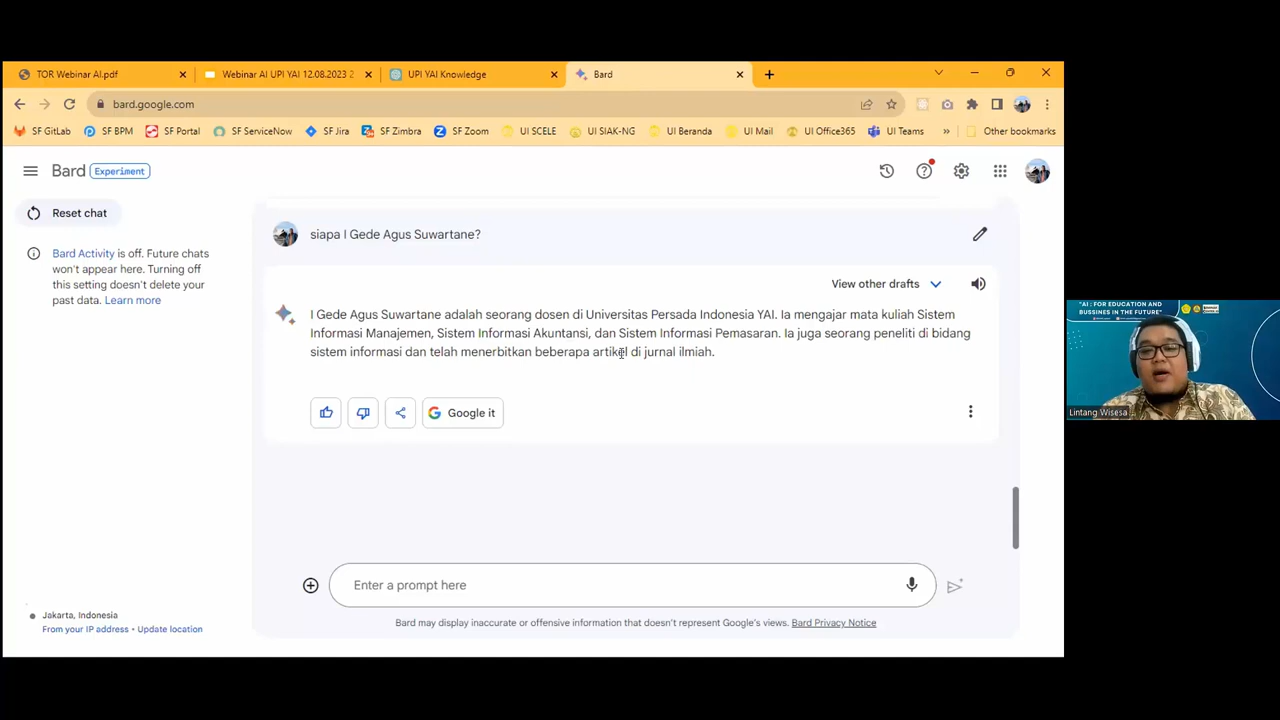 TOR Webinar AI.pdf
Webinar AI UPI YAI 12.08.2023 2
UPI YAI Knowledge
Bard
bard.google.com
SF GitLab
SF BPM
SF Portal
SF ServiceNow
SF Jira
SF Zimbra
SF Zoom
UI SCELE
UI SIAK-NG
UI Beranda
UI Mail
UI Office365
UI Teams
»
Other bookmarks
Bard Experiment
Reset chat
Bard Activity is off. Future chats
won't appear here. Turning off
this setting doesn't delete your
past data. Learn more
siapa I Gede Agus Suwartane?
View other drafts
I Gede Agus Suwartane adalah seorang dosen di Universitas Persada Indonesia YAI. Ia mengajar mata kuliah Sistem
Informasi Manajemen, Sistem Informasi Akuntansi, dan Sistem Informasi Pemasaran. Ia juga seorang peneliti di bidang
sistem informasi dan telah menerbitkan beberapa artikel di jurnal ilmiah.
Google it
Enter a prompt here
Jakarta, Indonesia
From your IP address • Update location
Bard may display inaccurate or offensive information that doesn't represent Google's views. Bard Privacy Notice
"AI : FOR EDUCATION AND
BUSSINES IN THE FUTURE"
Lintang Wisesa